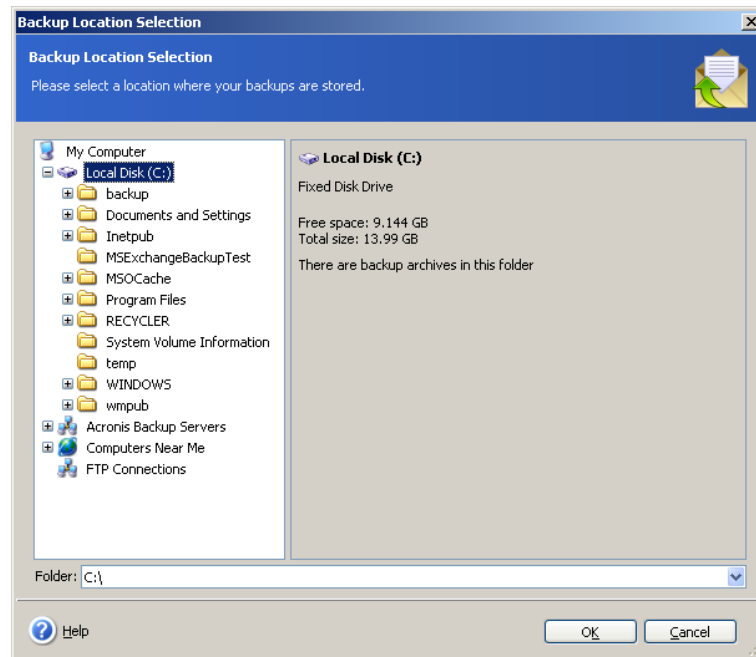 Backup Location Selection
Backup Location Selection
Please select a location where your backups are stored.
My Computer
Local Disk (C:)
backup
Documents and Settings
Inetpub
MSExchangeBackupTest
MSOCache
Program Files
RECYCLER
System Volume Information
temp
WINDOWS
wmpub
Acronis Backup Servers
Computers Near Me
FTP Connections
Local Disk (C:)
Fixed Disk Drive
Free space: 9.144 GB
Total size: 13.99 GB
There are backup archives in this folder
Folder: C:\
Help
OK
Cancel